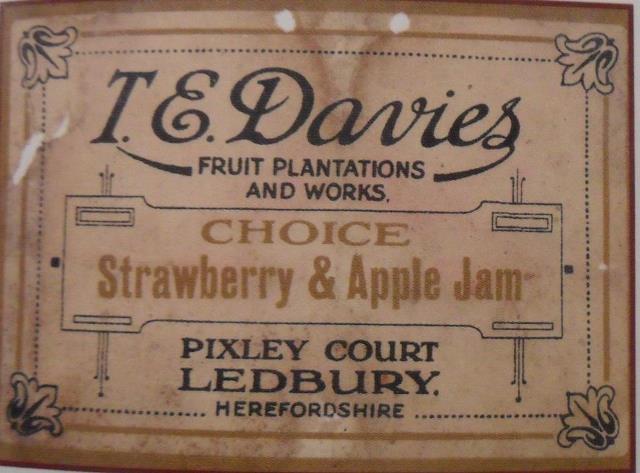 T. E. Davies
FRUIT PLANTATIONS
AND WORKS.
CHOICE
Strawberry & Apple Jam
PIXLEY COURT
LEDBURY.
HEREFORDSHIRE